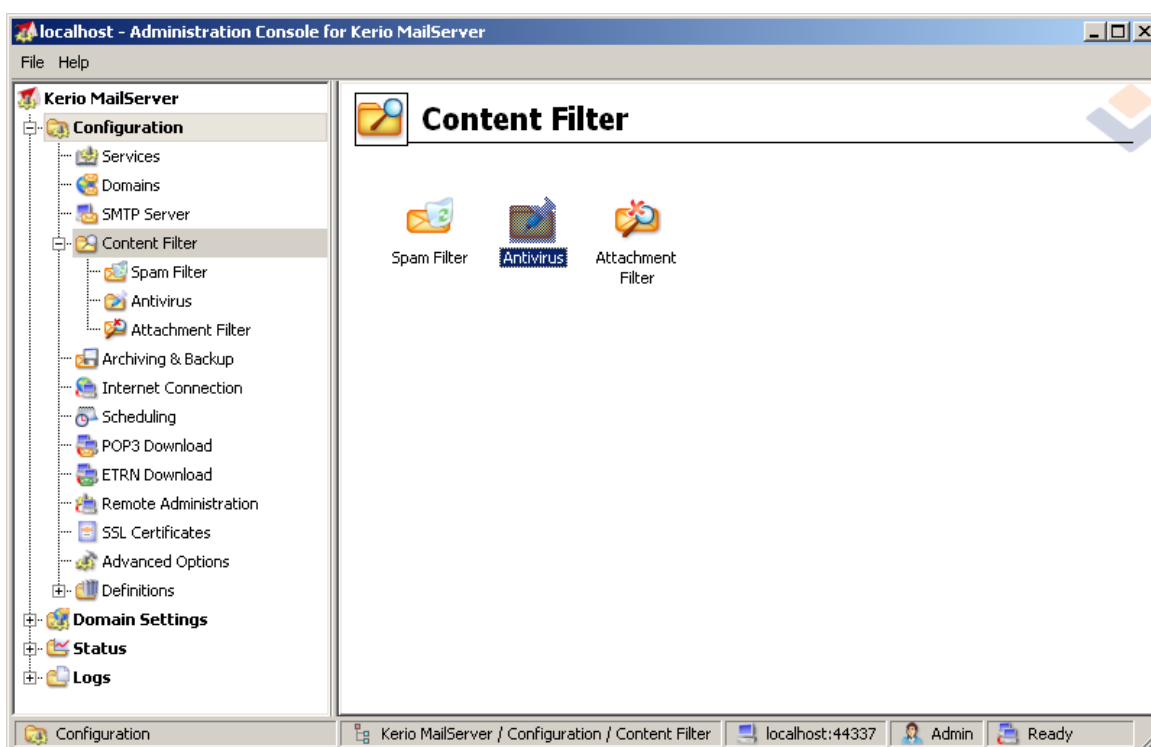 localhost - Administration Console for Kerio MailServer
File Help
Kerio MailServer
Configuration
Services
Domains
SMTP Server
Content Filter
Spam Filter
Antivirus
Attachment Filter
Archiving & Backup
Internet Connection
Scheduling
POP3 Download
ETRN Download
Remote Administration
SSL Certificates
Advanced Options
Definitions
Domain Settings
Status
Logs
Content Filter
Spam Filter
Antivirus
Attachment
Filter
Configuration
Kerio MailServer / Configuration / Content Filter
localhost:44337
Admin
Ready